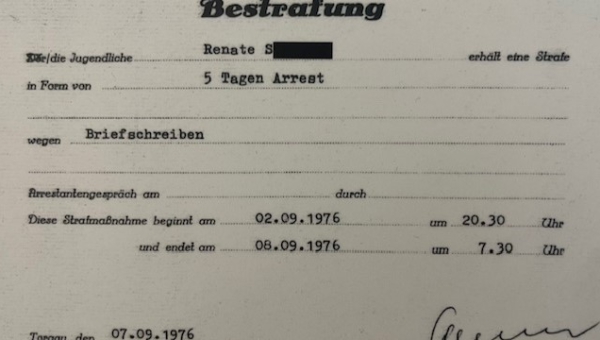 Bestrafung
Der/die Jugendliche Renate S erhält eine Strafe
in Form von 5 Tagen Arrest
wegen Briefschreiben
Arrestantengespräch am durch
Diese Strafmaßnahme beginnt am 02.09.1976 um 20.30 Uhr
und endet am 08.09.1976 um 7.30 Uhr
Torgau, den 07.09.1976